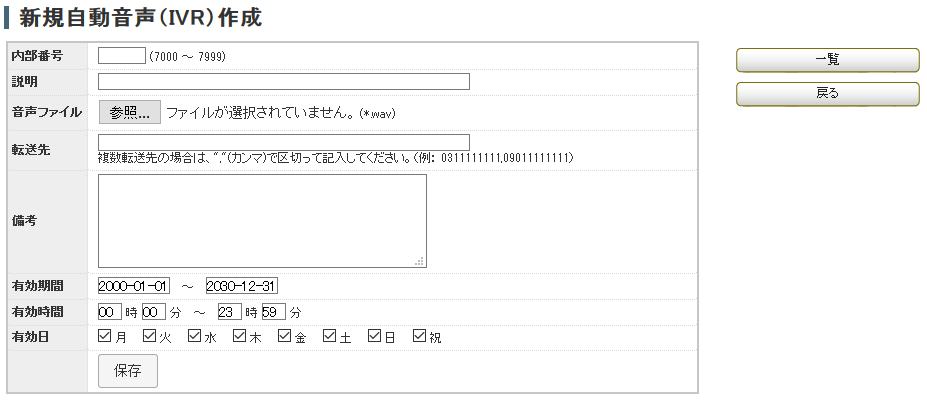 新規自動音声(IVR)作成
内部番号 (7000 ～ 7999)
説明
音声ファイル 参照... ファイルが選択されていません。 (*.wav)
転送先
複数転送先の場合は、","(カンマ)で区切って記入してください。(例: 0311111111,09011111111)
備考
有効期間 2000-01-01 ～ 2030-12-31
有効時間 00 時 00 分 ～ 23 時 59 分
有効日 月 火 水 木 金 土 日 祝
保存
一覧
戻る